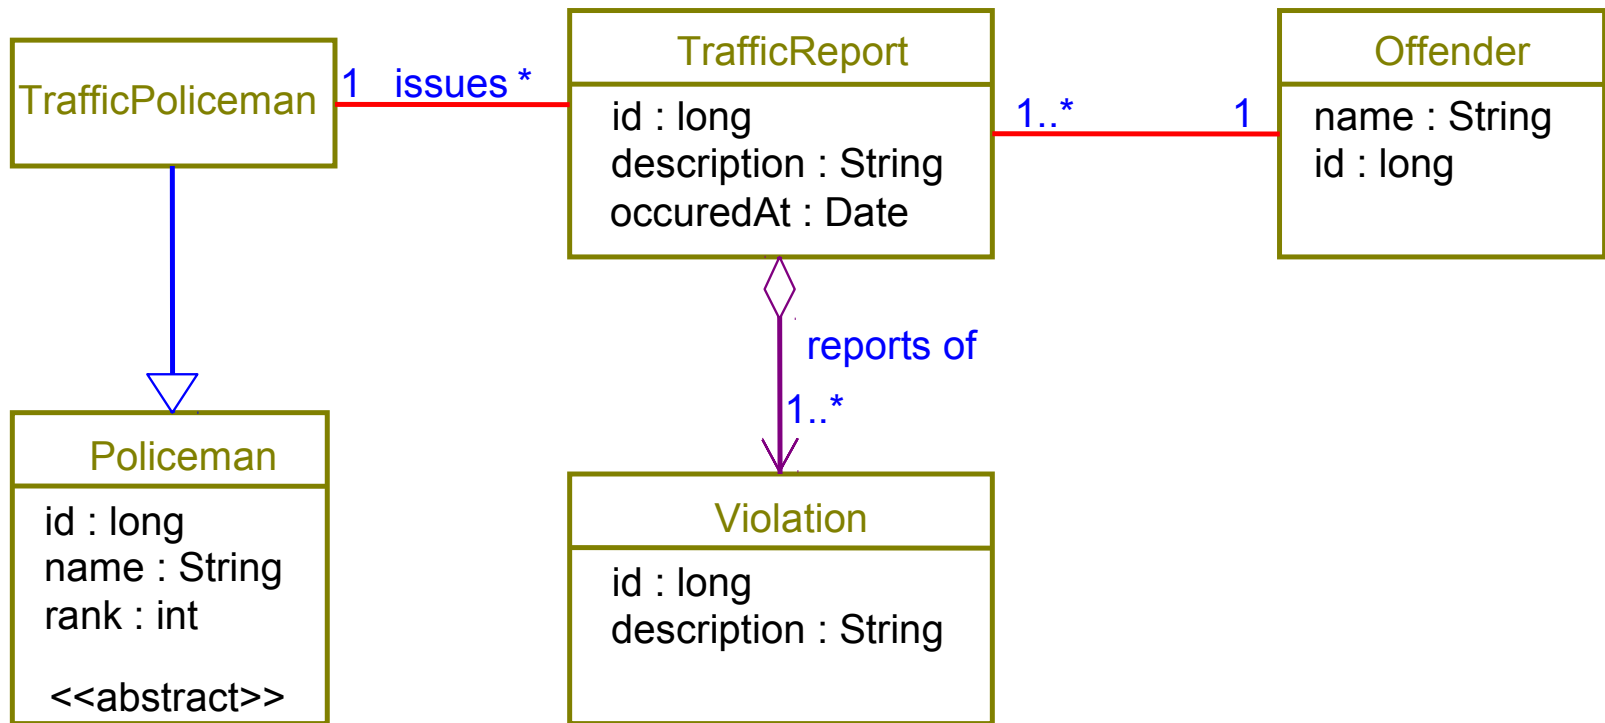 TrafficPoliceman
1 issues *
TrafficReport
id : long
description : String
occuredAt : Date
1..* 1
Offender
name : String
id : long
reports of
1..*
Policeman
id : long
name : String
rank : int
<<abstract>>
Violation
id : long
description : String